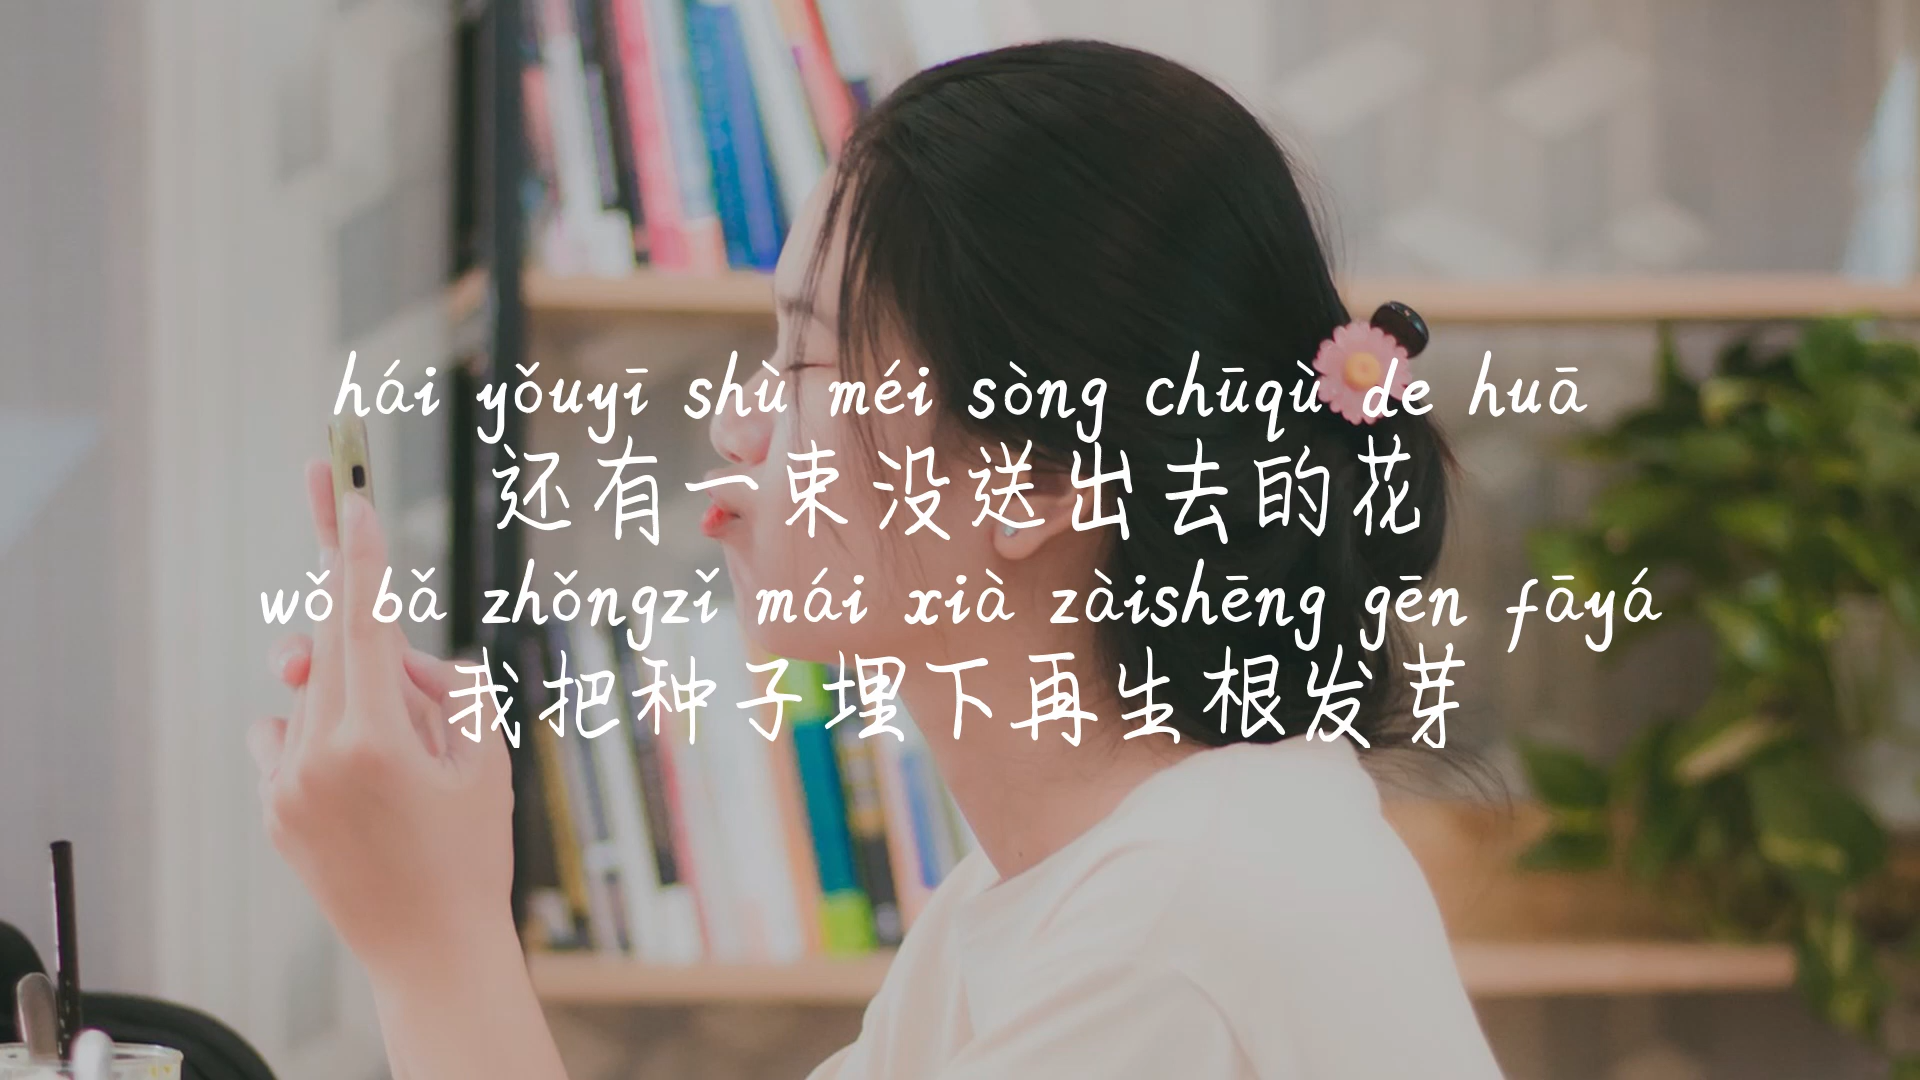 hái yǒuyī shù méi sòng chūqù de huā
还有一束没送出去的花
wǒ bǎ zhǒngzǐ mái xià zàishēng gēn fāyá
我把种子埋下再生根发芽